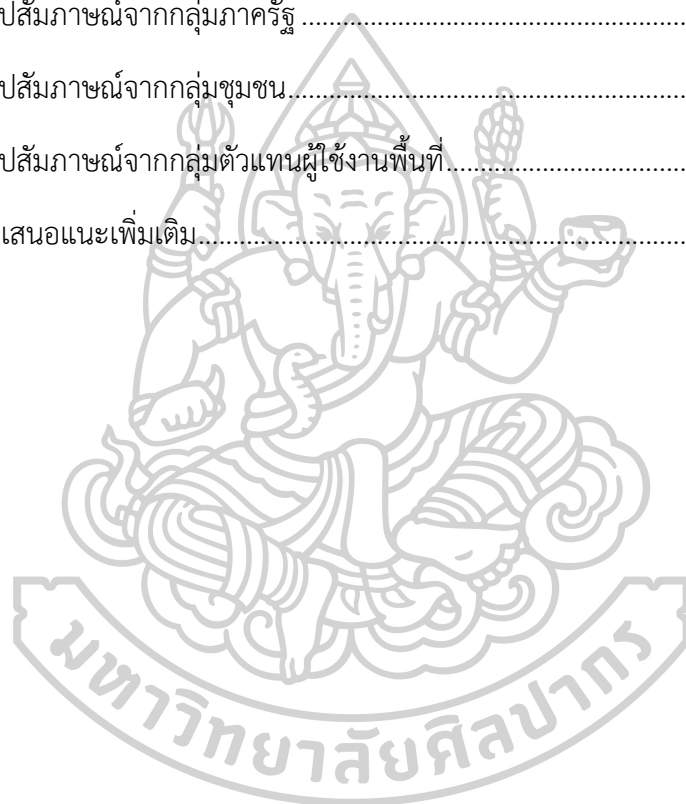 ปสัมภาษณ์จากกลุ่มภาครัฐ ........................................................
ปสัมภาษณ์จากกลุ่มชุมชน..........................................................
ปสัมภาษณ์จากกลุ่มตัวแทนผู้ใช้งานพื้นที่...................................
เสนอแนะเพิ่มเติม.......................................................................
มหาวิทยาลัยศิลปากร